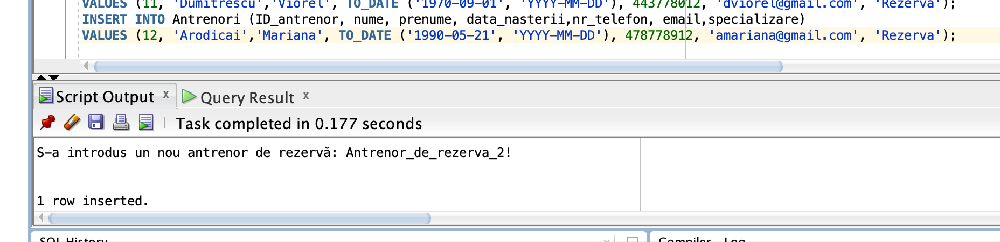 VALUES (11, 'Dumitrescu','Viorel', TO_DATE ('1970-09-01', 'YYYY-MM-DD'), 443778012, 'dviorel@gmail.com', 'Rezerva');
INSERT INTO Antrenori (ID_antrenor, nume, prenume, data_nasterii,nr_telefon, email,specializare)
VALUES (12, 'Arodicai','Mariana', TO_DATE ('1990-05-21', 'YYYY-MM-DD'), 478778912, 'amariana@gmail.com', 'Rezerva');
Script Output x Query Result x
Task completed in 0.177 seconds
S-a introdus un nou antrenor de rezervă: Antrenor_de_rezerva_2!
1 row inserted.
SQL History Compiler - Log